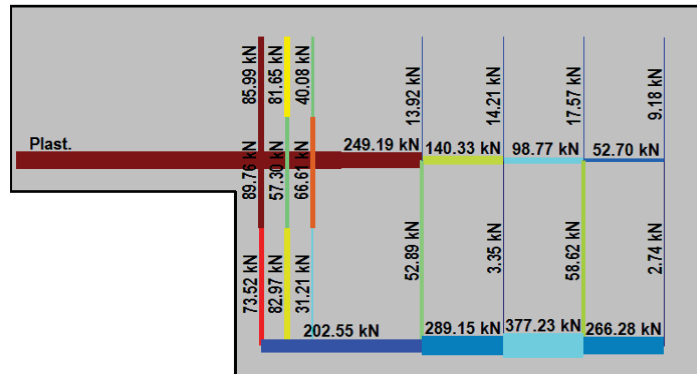 85.99 kN
81.65 kN
40.08 kN
13.92 kN
14.21 kN
17.57 kN
9.18 kN
Plast.
249.19 kN
140.33 kN
98.77 kN
52.70 kN
89.76 kN
57.30 kN
66.61 kN
52.89 kN
3.35 kN
58.62 kN
2.74 kN
73.52 kN
82.97 kN
31.21 kN
202.55 kN
289.15 kN
377.23 kN
266.28 kN